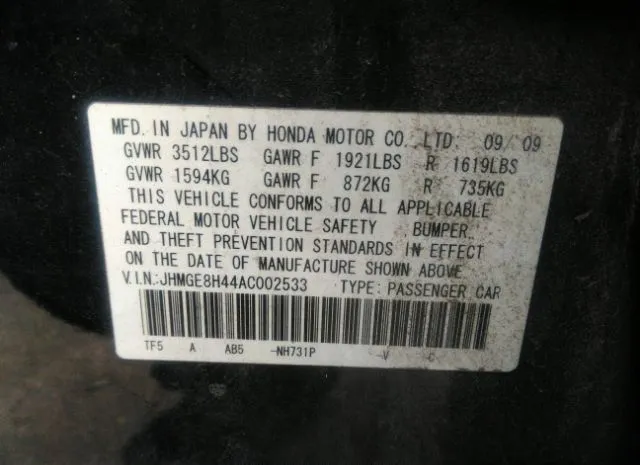 MFD. IN JAPAN BY HONDA MOTOR CO., LTD. 09/09
GVWR 3512LBS GAWR F 1921LBS R 1619LBS
GVWR 1594KG GAWR F 872KG R 735KG
THIS VEHICLE CONFORMS TO ALL APPLICABLE
FEDERAL MOTOR VEHICLE SAFETY BUMPER,
AND THEFT PREVENTION STANDARDS IN EFFECT
ON THE DATE OF MANUFACTURE SHOWN ABOVE
V.I.N.:JHMGE8H44AC002533 TYPE: PASSENGER CAR
TF5 A AB5 -NH731P V C